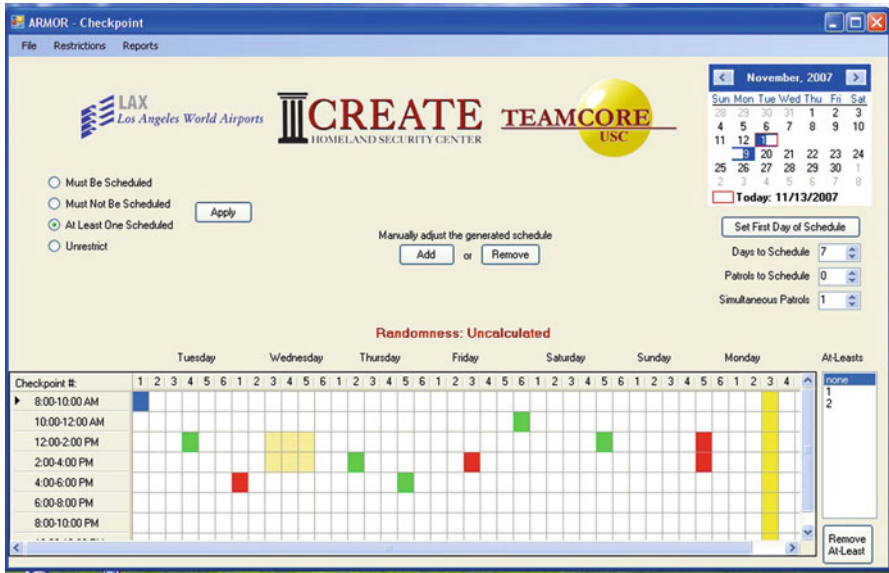 ARMOR - Checkpoint
File Restrictions Reports
LAX
Los Angeles World Airports
CREATE
HOMELAND SECURITY CENTER
TEAMCORE
USC
November, 2007
Sun Mon Tue Wed Thu Fri Sat
28 29 30 31 1 2 3
4 5 6 7 8 9 10
11 12
20 21 22 23 24
25 26 27 28 29 30 1
2 3 4 5 6 7 8
Today: 11/13/2007
Must Be Scheduled
Must Not Be Scheduled
At Least One Scheduled
Unrestrict
Apply
Manually adjust the generated schedule
Add or Remove
Set First Day of Schedule
Days to Schedule 7
Patrols to Schedule 0
Simultaneous Patrols 1
Randomness: Uncalculated
Tuesday Wednesday Thursday Friday Saturday Sunday Monday At-Leasts
Checkpoint #: 1 2 3 4 5 6 1 2 3 4 5 6 1 2 3 4 5 6 1 2 3 4 5 6 1 2 3 4 5 6 1 2 3 4 5 6 1 2 3 4
8:00-10:00 AM
10:00-12:00 AM
12:00-2:00 PM
2:00-4:00 PM
4:00-6:00 PM
6:00-8:00 PM
8:00-10:00 PM
none
1
2
Remove
At-Least